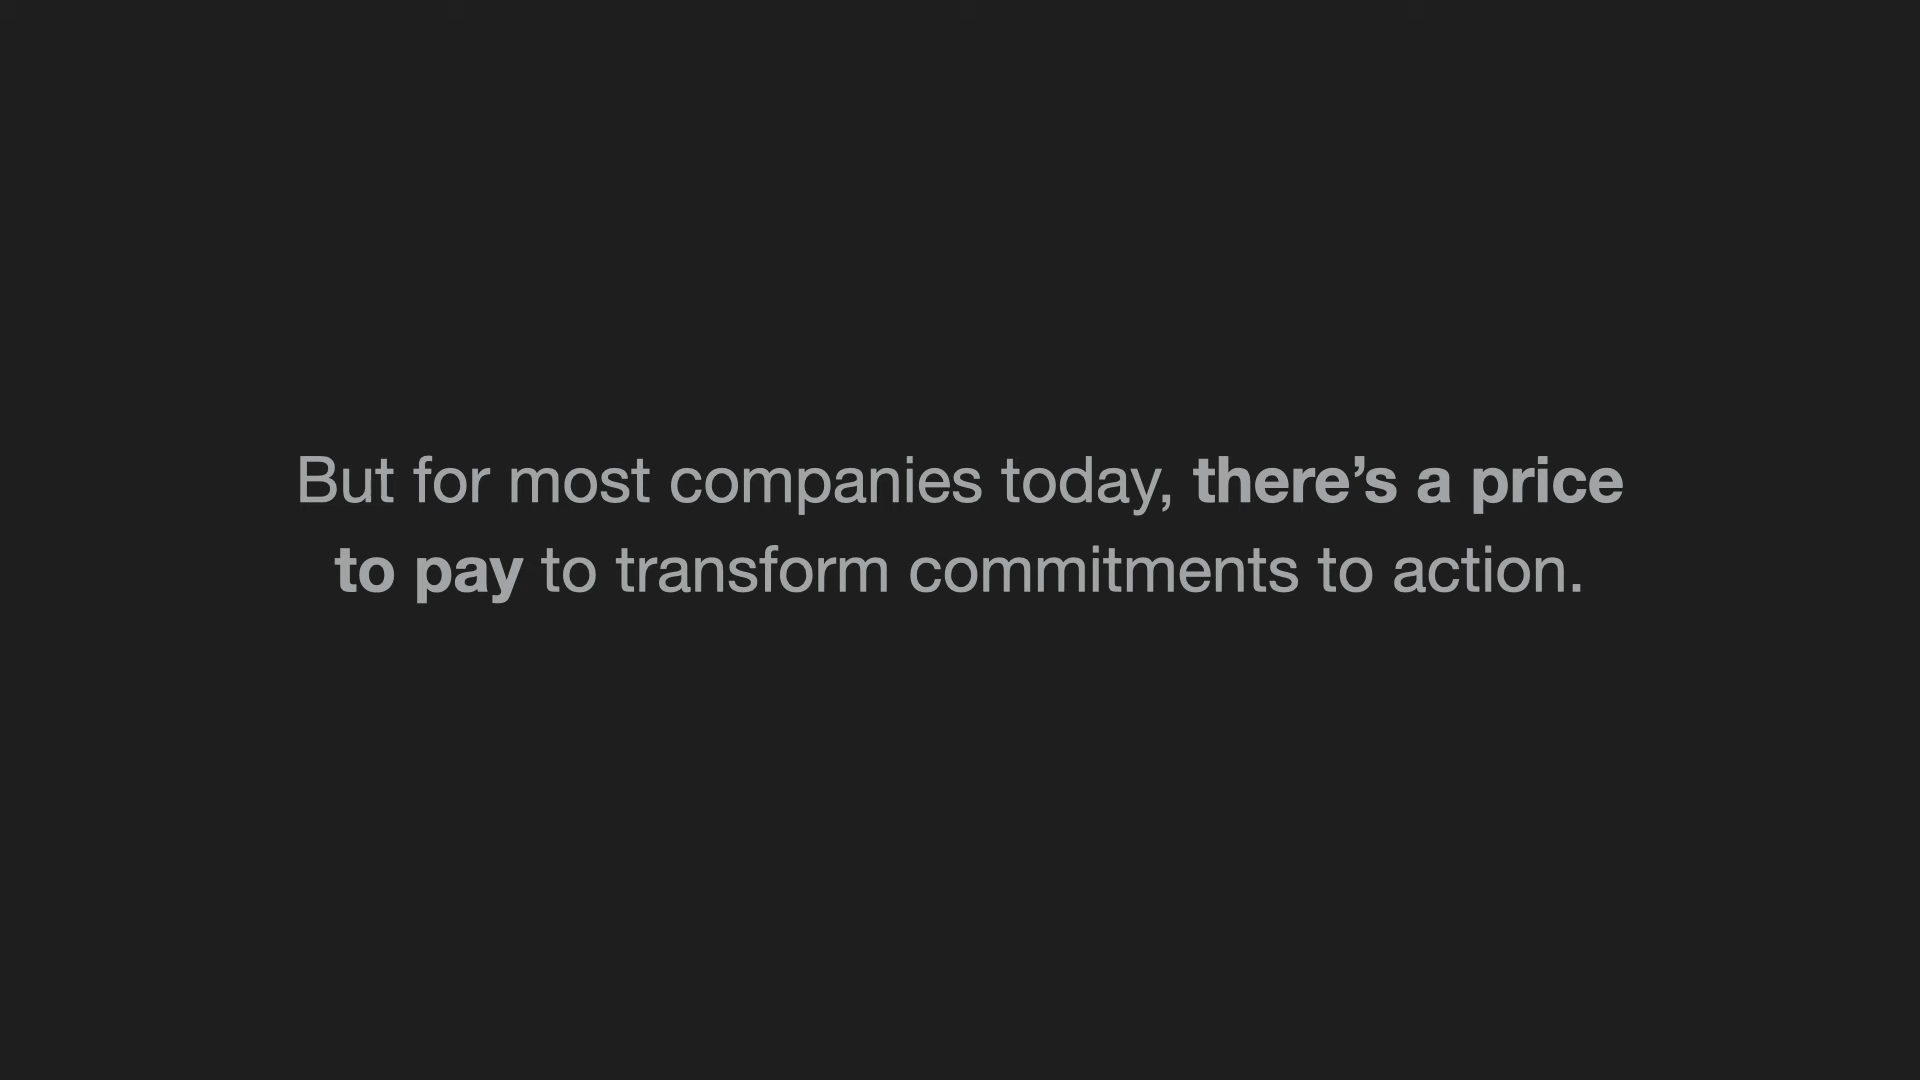 But for most companies today, there’s a price
to pay to transform commitments to action.